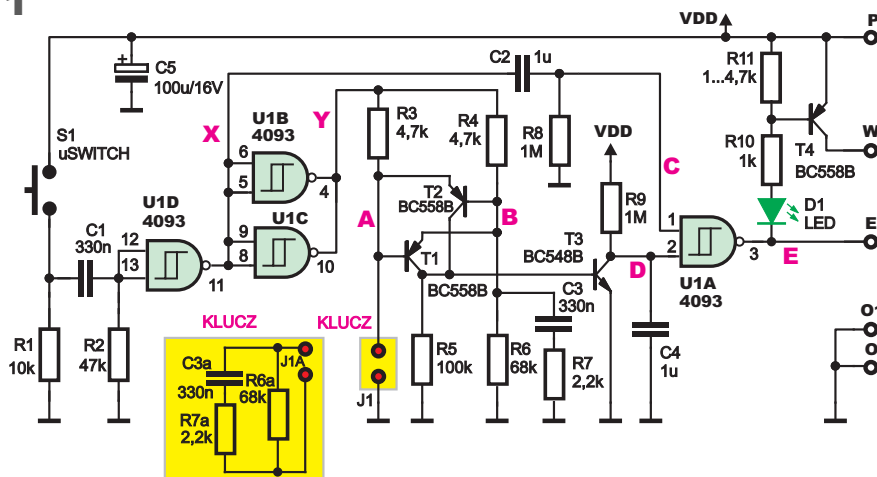 1
VDD
P
C5
100u/16V
C2
1u
R11
1...4,7k
U1B
4093
X
Y
R3
4,7k
R4
4,7k
R8
1M
VDD
W
S1
uSWITCH
6
5
4
C
R10
1k
T4
BC558B
U1D
4093
U1C
A
T2
BC558B
B
R9
1M
D1
LED
C1
330n
12
13
11
9
8
10
T1
BC558B
T3
BC548B
D
1
2
3
E
E
U1A
4093
C3
330n
KLUCZ
KLUCZ
R1
10k
R2
47k
C3a
330n
R6a
68k
J1A
R7a
2,2k
J1
R5
100k
R6
68k
R7
2,2k
C4
1u
O1
O